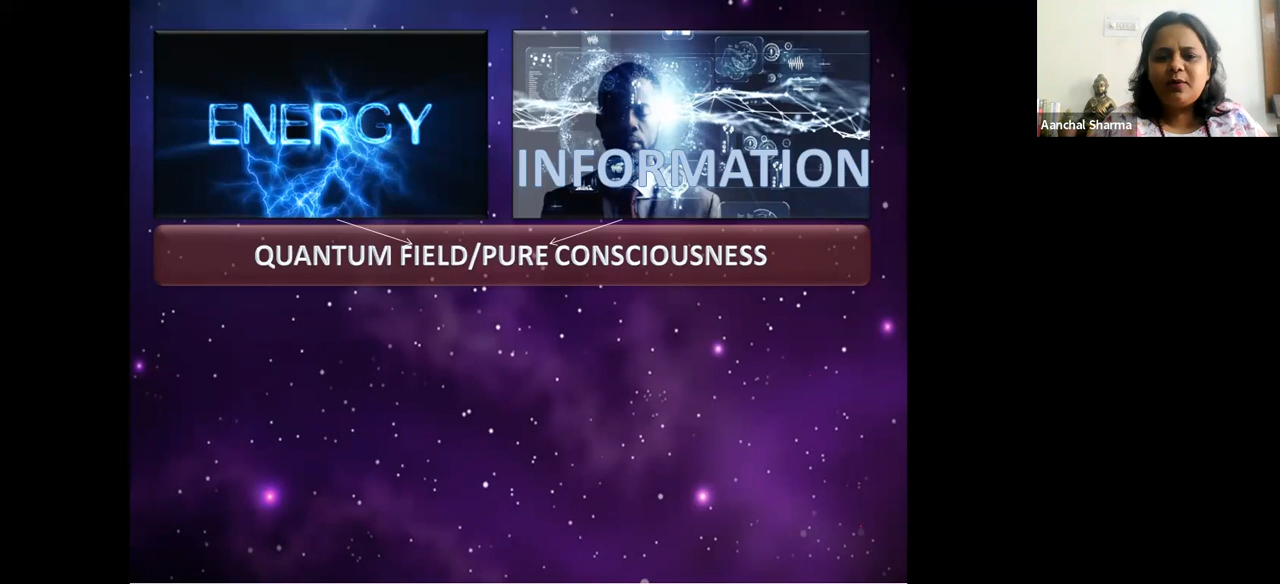 ENERGY
INFORMATION
QUANTUM FIELD/PURE CONSCIOUSNESS
Aanchal Sharma